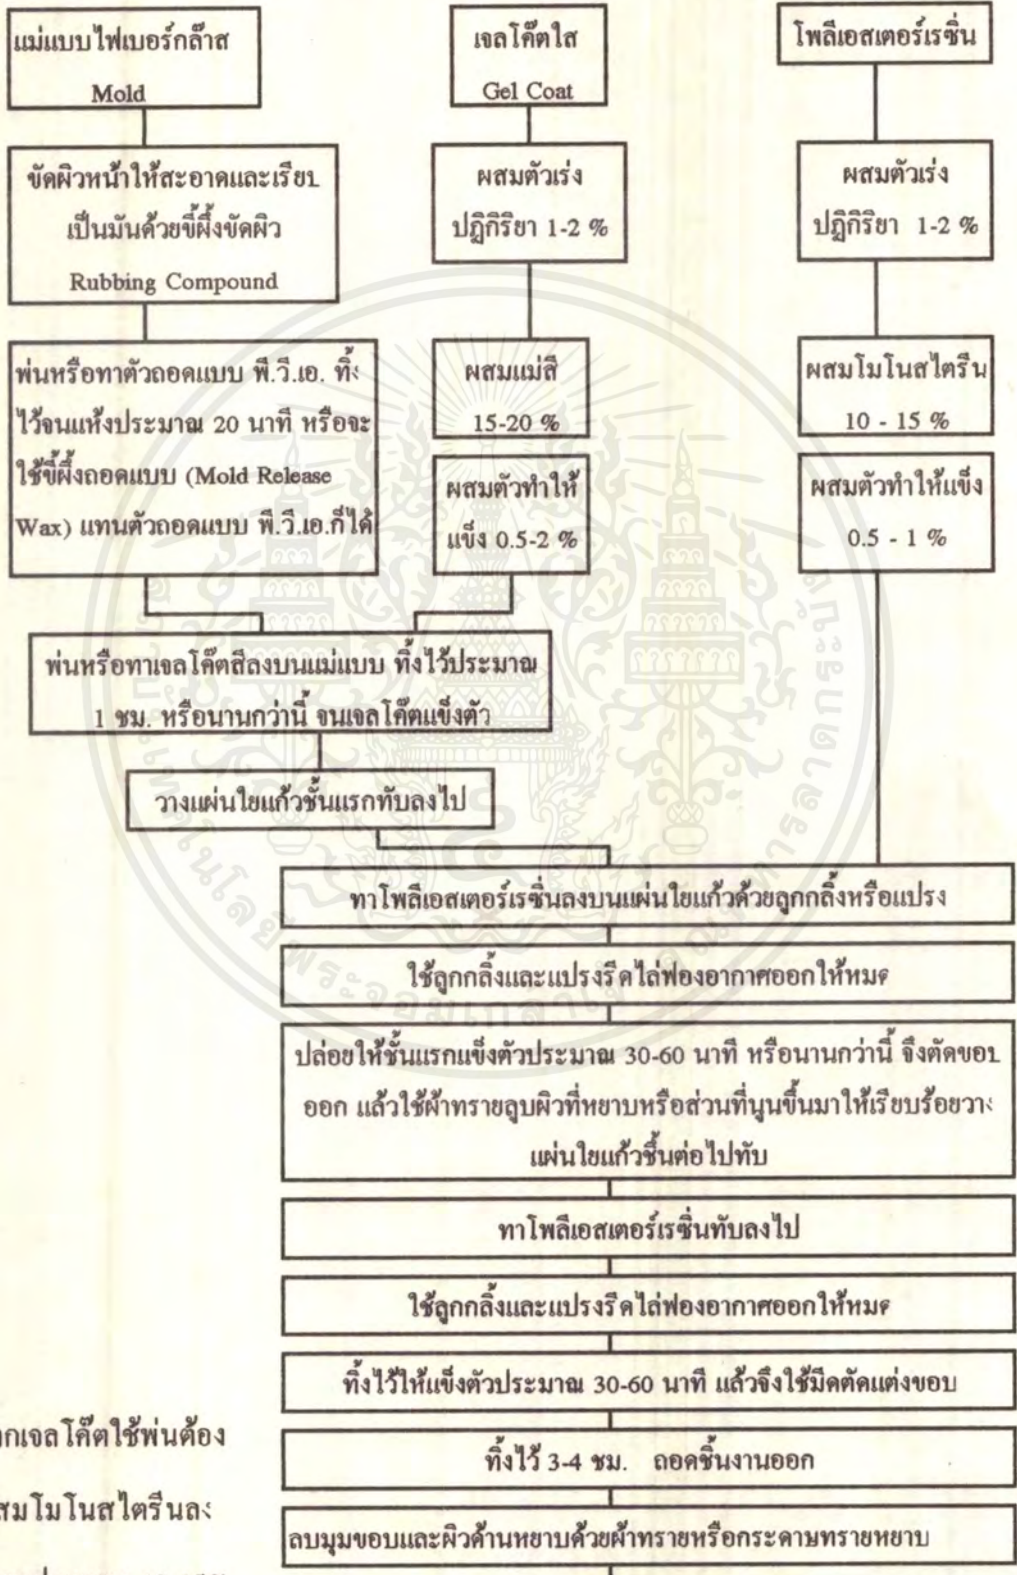 แม่แบบไฟเบอร์กล๊าส
Mold
ขัดผิวหน้าให้สะอาดและเรียบ
เป็นมันด้วยขี้ผึ้งขัดผิว
Rubbing Compound
พ่นหรือทาตัวถอดแบบ พี.วี.เอ. ทิ้ง
ไว้จนแห้งประมาณ 20 นาที หรือจะ
ใช้ขี้ผึ้งถอดแบบ (Mold Release
Wax) แทนตัวถอดแบบ พี.วี.เอ.ก็ได้
เจลโค๊ตใส
Gel Coat
ผสมตัวเร่ง
ปฏิกิริยา 1-2 %
ผสมแม่สี
15-20 %
ผสมตัวทำให้
แข็ง 0.5-2 %
โพลีเอสเตอร์เรซิ่น
ผสมตัวเร่ง
ปฏิกิริยา 1-2 %
ผสมโมโนสไตรีน
10 - 15 %
ผสมตัวทำให้แข็ง
0.5 - 1 %
พ่นหรือทาเจลโค๊ตสีลงบนแม่แบบ ทิ้งไว้ประมาณ
1 ชม. หรือนานกว่านี้ จนเจลโค๊ตแข็งตัว
วางแผ่นใยแก้วชั้นแรกทับลงไป
ทาโพลีเอสเตอร์เรซิ่นลงบนแผ่นใยแก้วด้วยลูกกลิ้งหรือแปรง
ใช้ลูกกลิ้งและแปรงรีดไล่ฟองอากาศออกให้หมด
ปล่อยให้ชั้นแรกแข็งตัวประมาณ 30-60 นาที หรือนานกว่านี้ จึงตัดขอบ
ออก แล้วใช้ผ้าทรายลูบผิวที่หยาบหรือส่วนที่นูนขึ้นมาให้เรียบร้อยวาง
แผ่นใยแก้วชิ้นต่อไปทับ
ทาโพลีเอสเตอร์เรซิ่นทับลงไป
ใช้ลูกกลิ้งและแปรงรีดไล่ฟองอากาศออกให้หมด
ทิ้งไว้ให้แข็งตัวประมาณ 30-60 นาที แล้วจึงใช้มีดตัดแต่งขอบ
ทิ้งไว้ 3-4 ชม. ถอดชิ้นงานออก
ลบมุมขอบและผิวด้านหยาบด้วยผ้าทรายหรือกระดาษทรายหยาบ
เจลโค๊ตใช้พ่นต้อง
สมโมโนสไตรีนลง